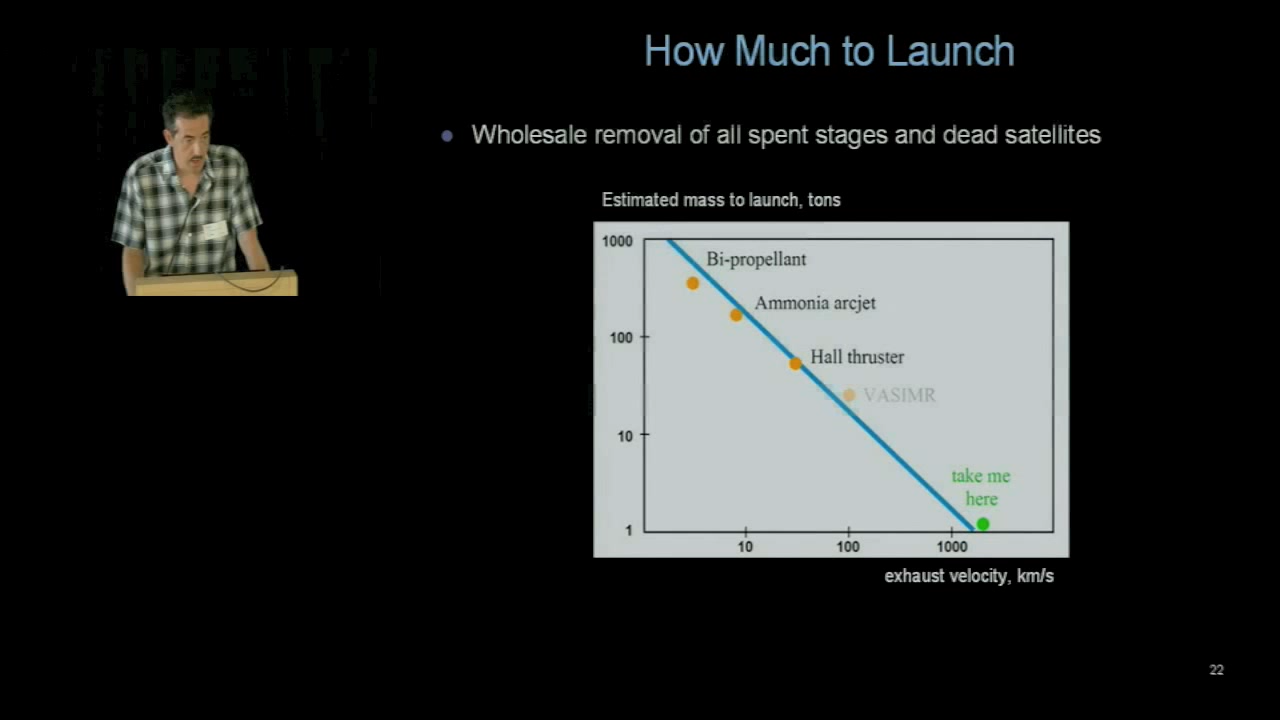 How Much to Launch
Wholesale removal of all spent stages and dead satellites
Estimated mass to launch, tons
1000
Bi-propellant
Ammonia arcjet
100
Hall thruster
VASIMR
10
take me
here
1
10 100 1000
exhaust velocity, km/s
22